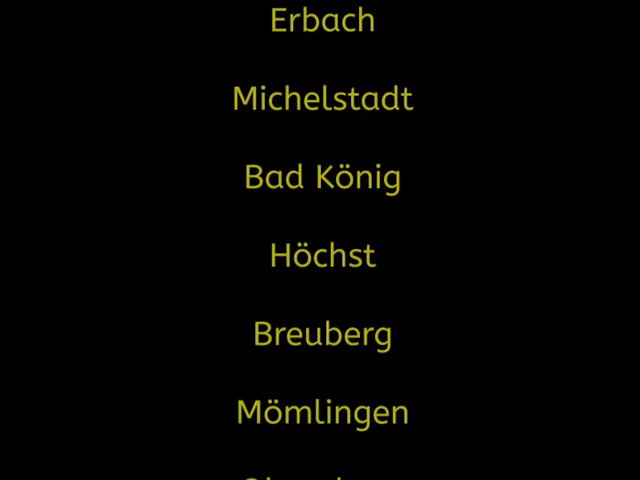 Erbach
Michelstadt
Bad König
Höchst
Breuberg
Mömlingen